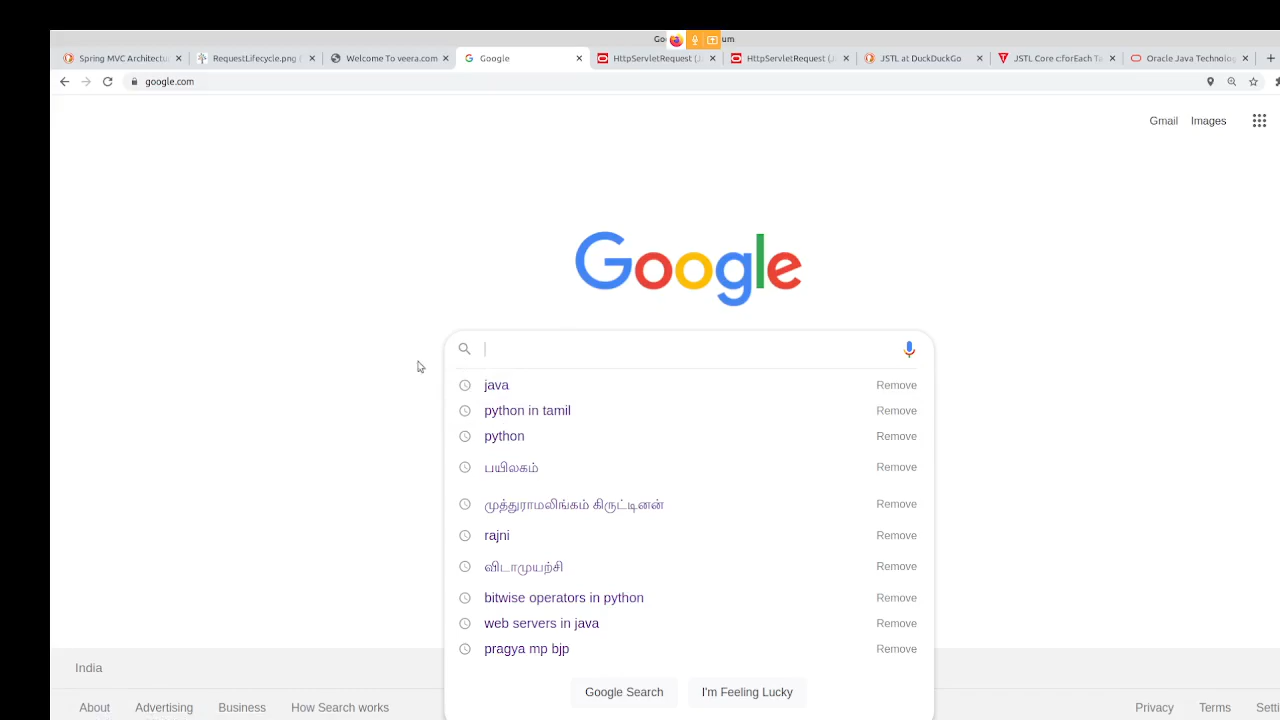 um
Spring MVC Architectu
RequestLifecycle.png
Welcome To veera.com
Google
HttpServletRequest (J
HttpServletRequest (J
JSTL at DuckDuckGo
JSTL Core c:forEach Ta
Oracle Java Technolog
google.com
Gmail Images
Google
java Remove
python in tamil Remove
python Remove
பயிலகம் Remove
முத்துராமலிங்கம் கிருட்டினன் Remove
rajni Remove
விடாமுயற்சி Remove
bitwise operators in python Remove
web servers in java Remove
pragya mp bjp Remove
India
Google Search I'm Feeling Lucky
About Advertising Business How Search works Privacy Terms Setti